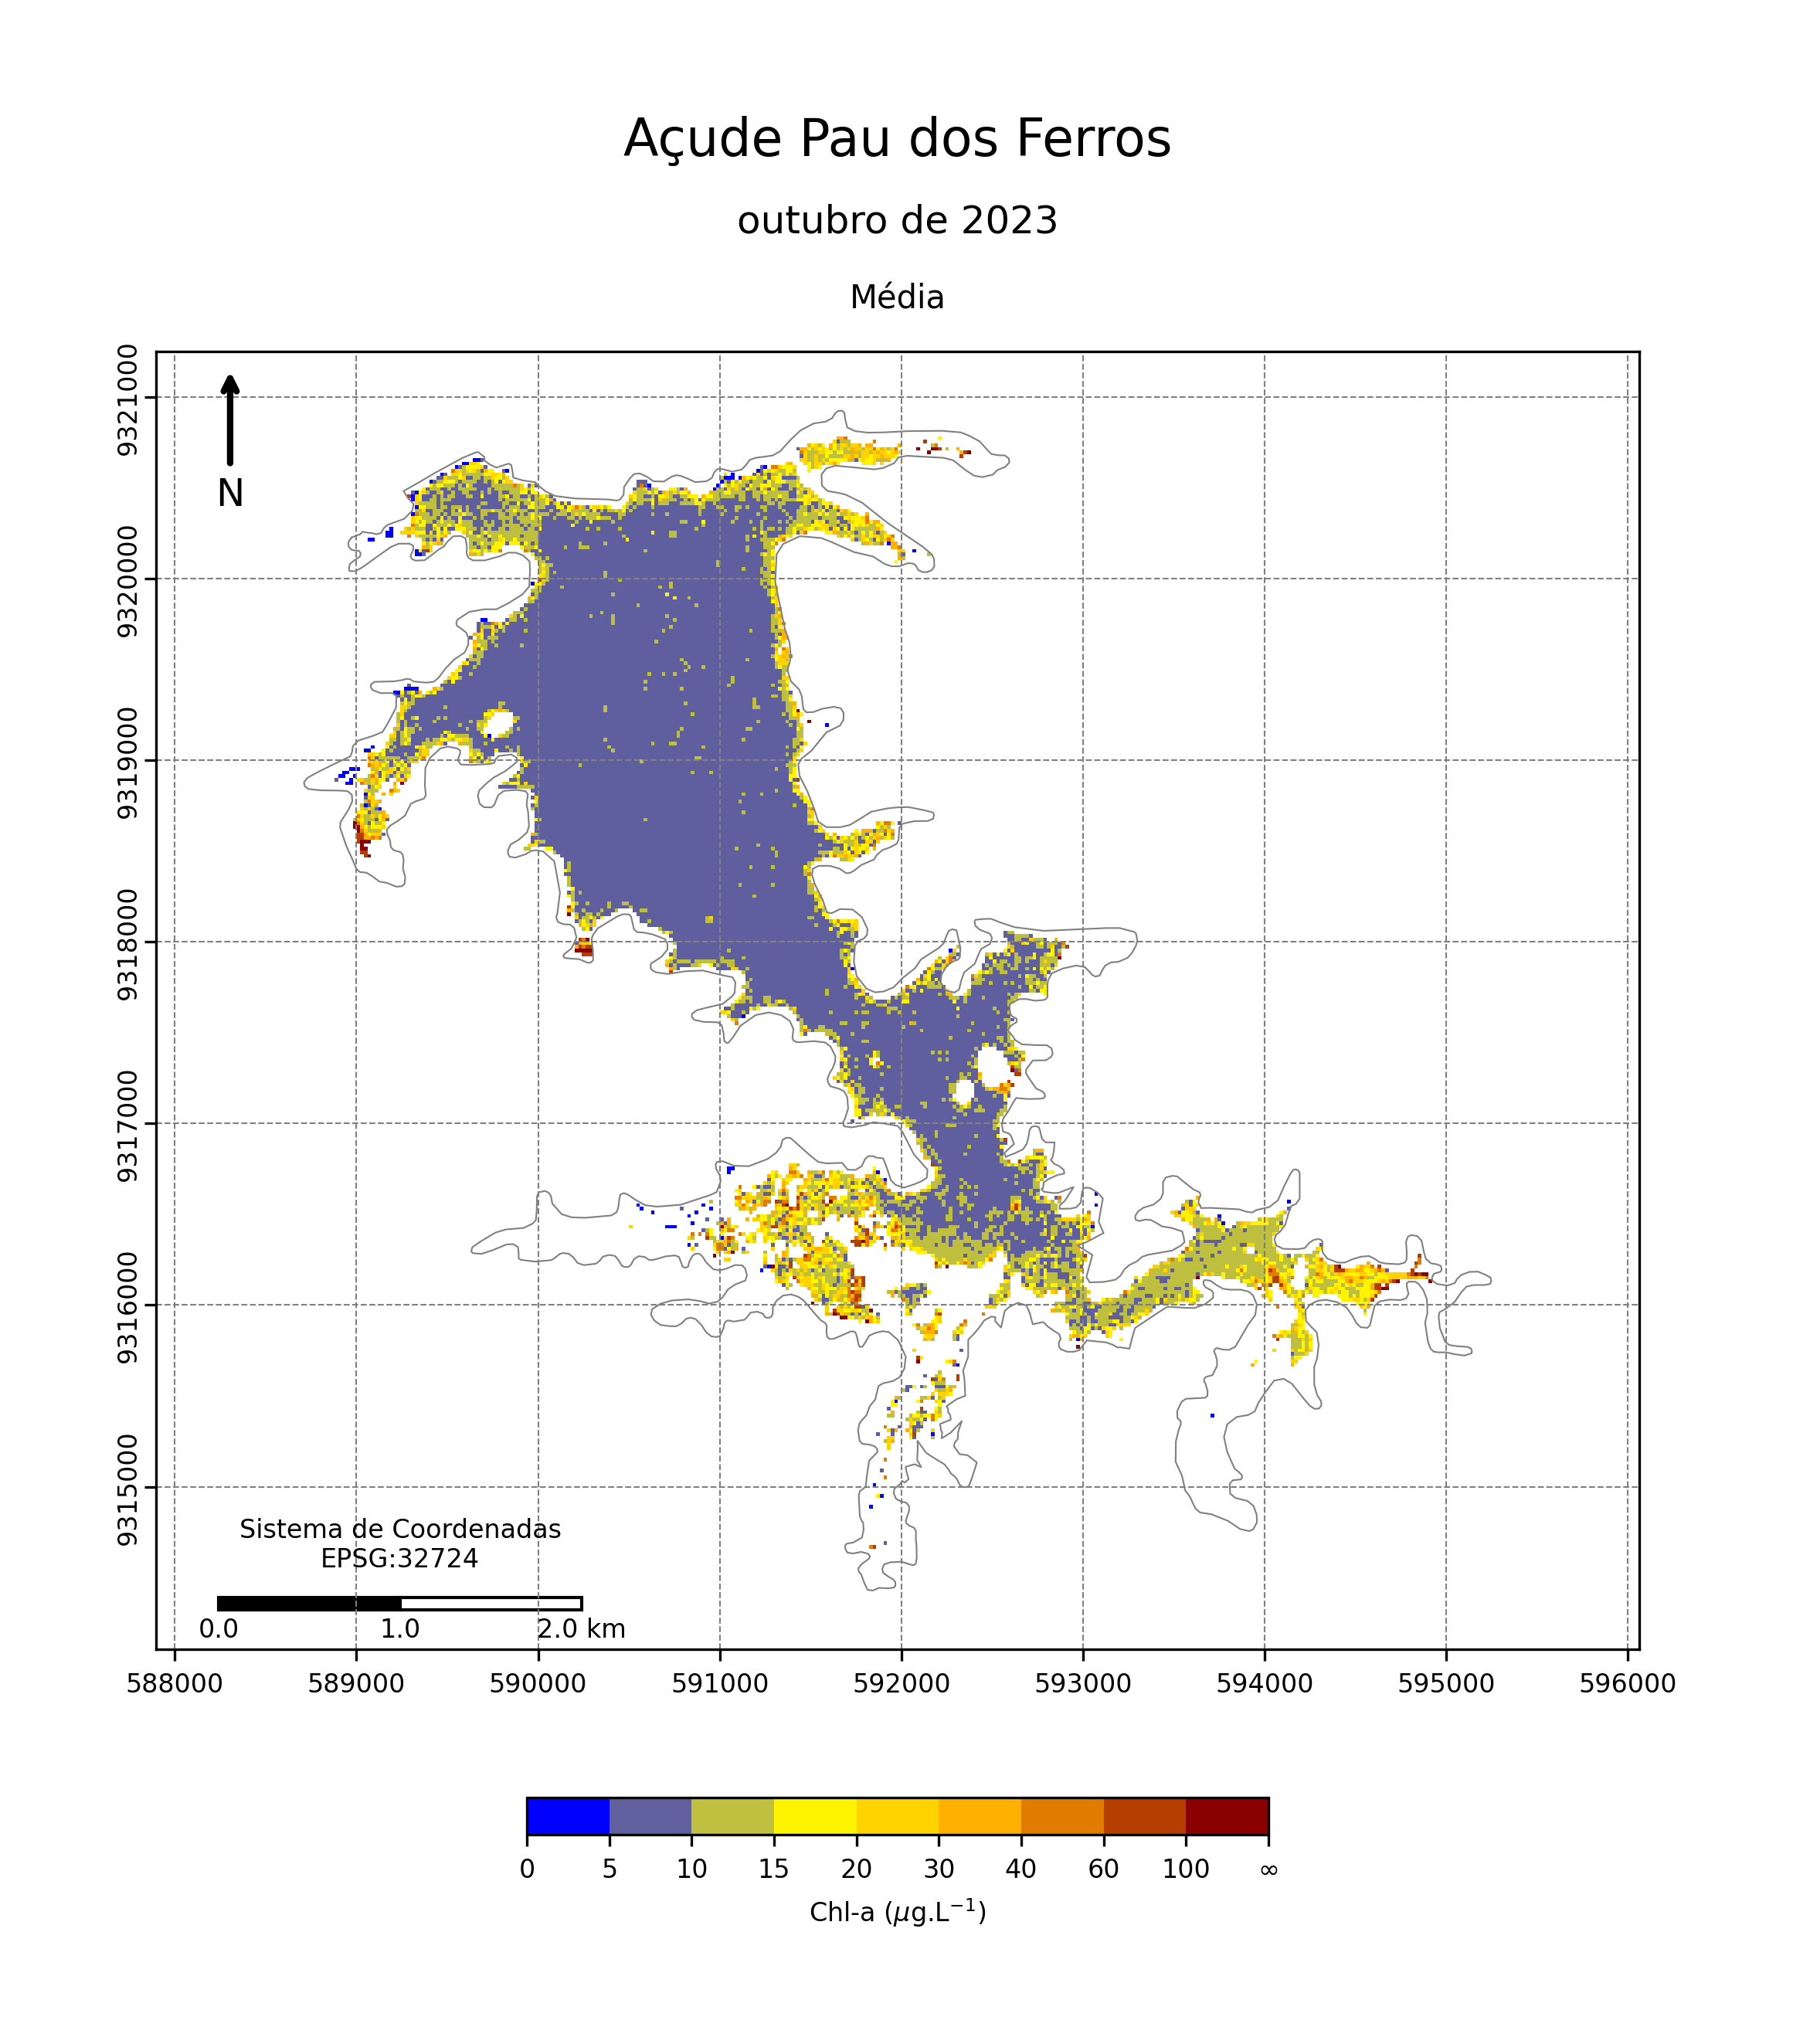 Açude Pau dos Ferros
outubro de 2023
Média
9321000
9320000
9319000
9318000
9317000
9316000
9315000
N
Sistema de Coordenadas
EPSG:32724
0.0 1.0 2.0 km
588000 589000 590000 591000 592000 593000 594000 595000 596000
0 5 10 15 20 30 40 60 100 ∞
Chl-a (μg.L⁻¹)